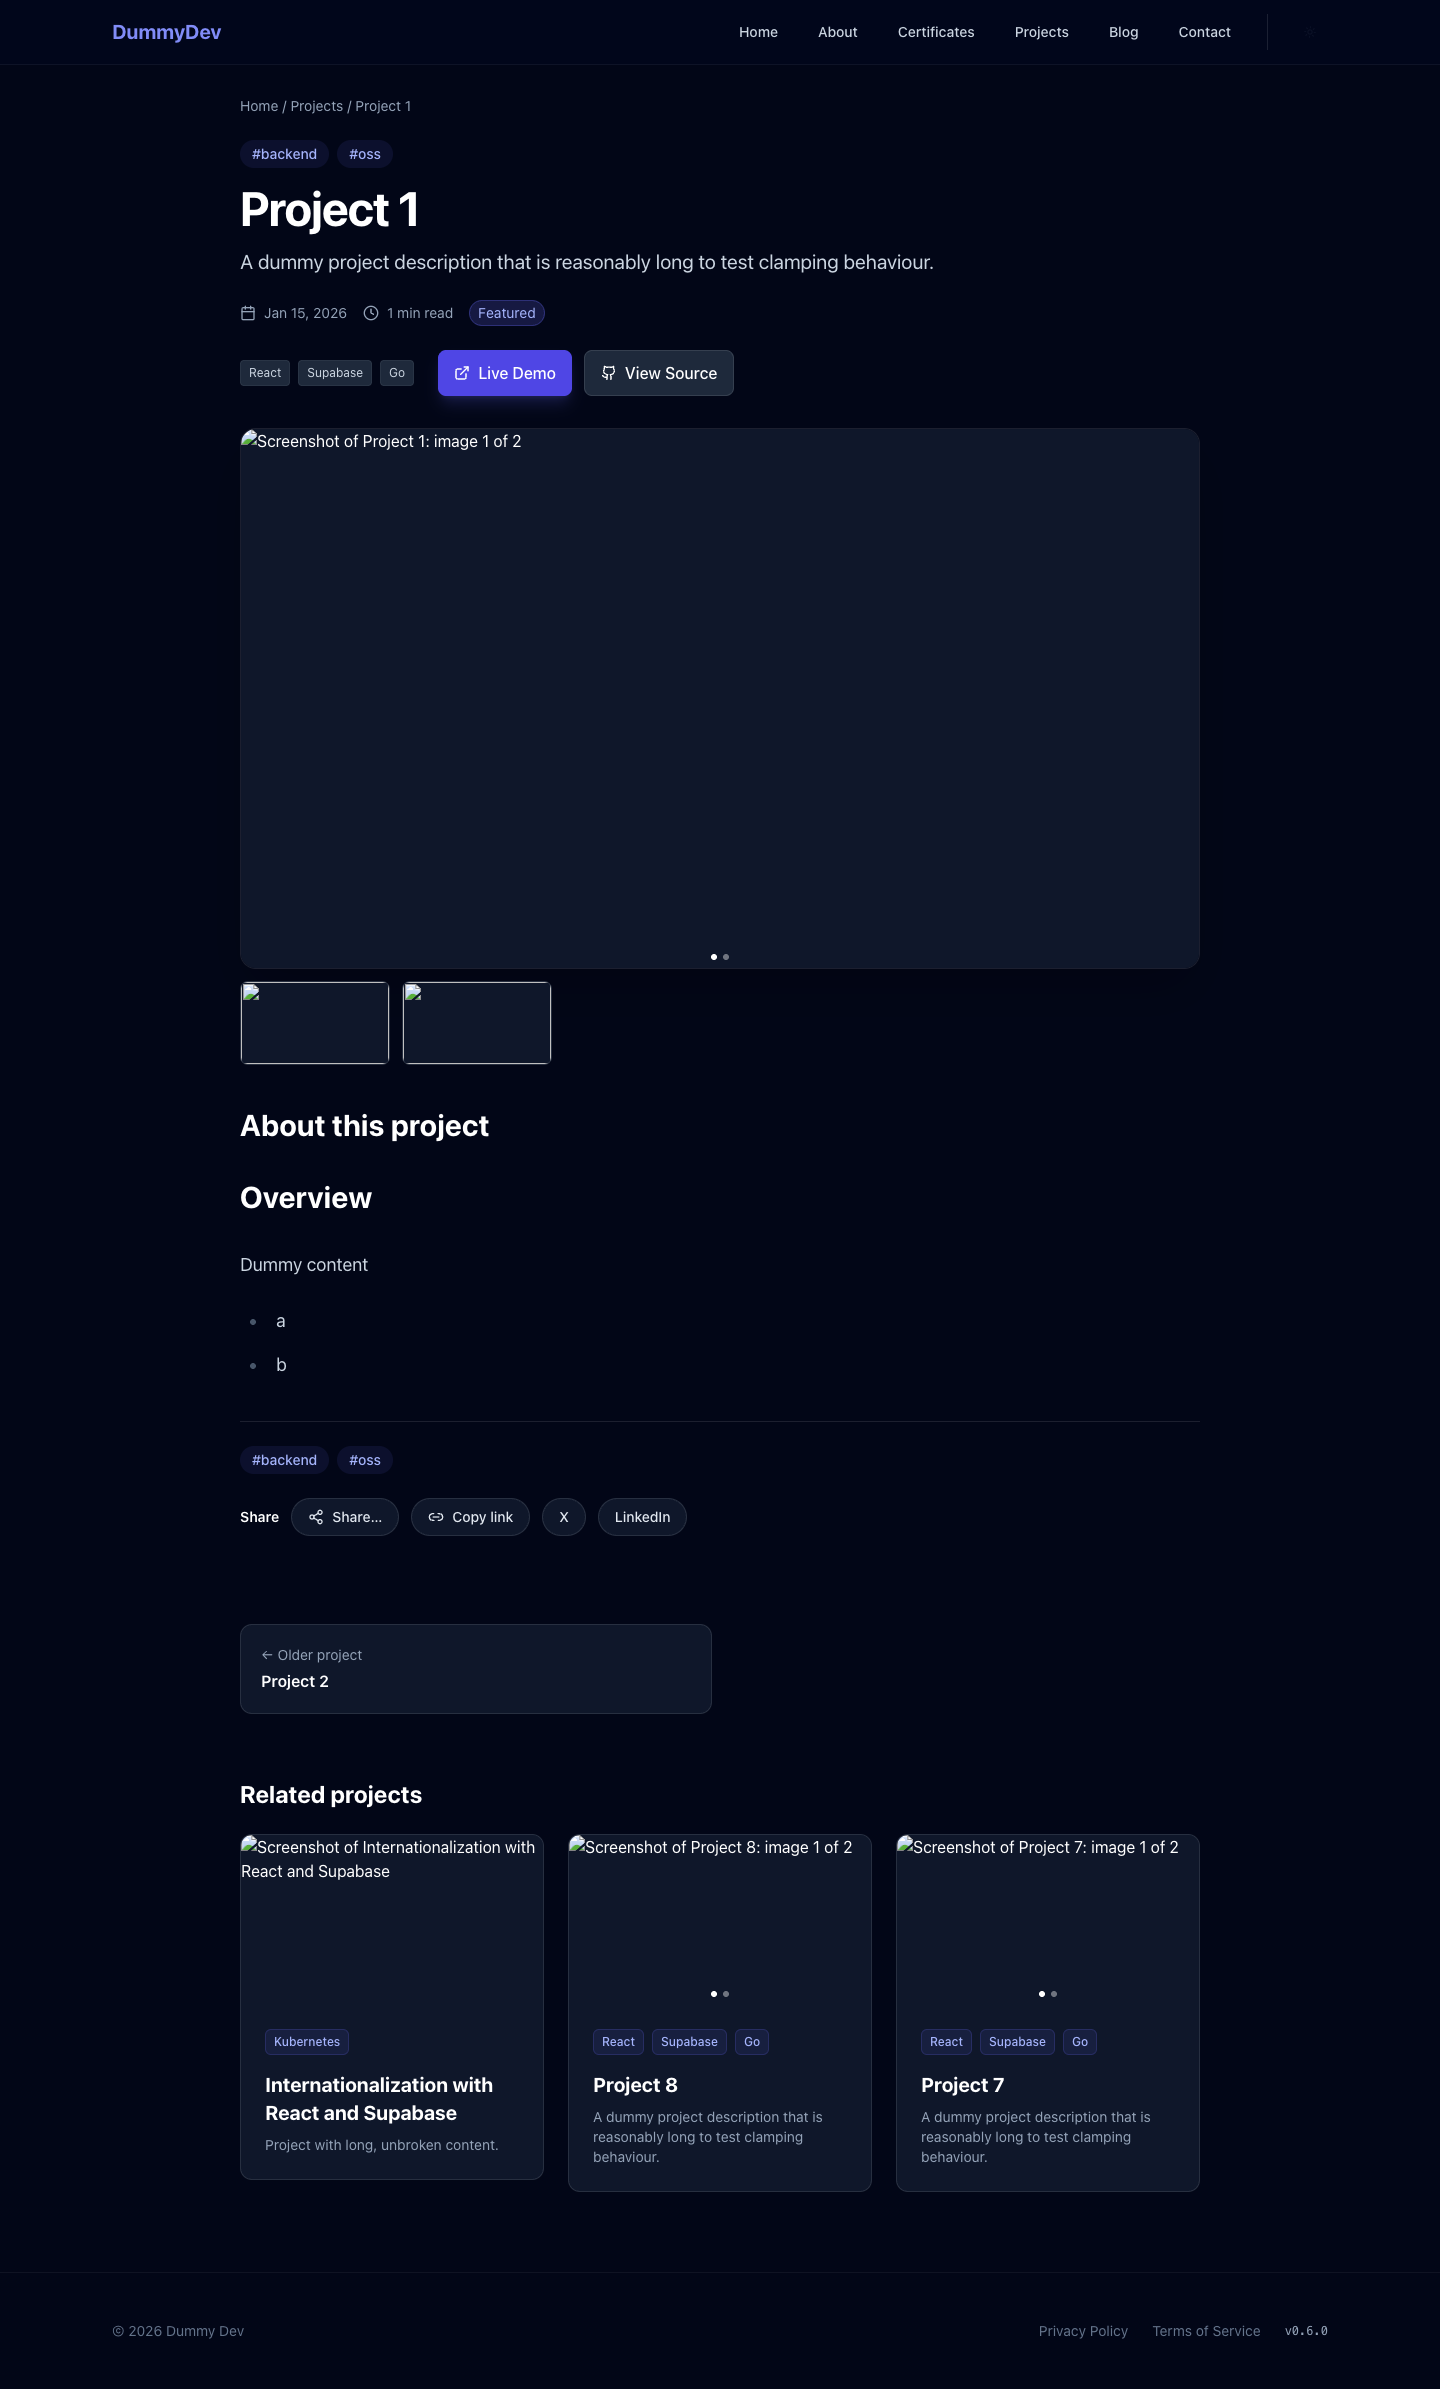 DummyDev
Home
About
Certificates
Projects
Blog
Contact
Home / Projects / Project 1
#backend
#oss
Project 1
A dummy project description that is reasonably long to test clamping behaviour.
Jan 15, 2026
1 min read
Featured
React
Supabase
Go
Live Demo
View Source
Screenshot of Project 1: image 1 of 2
About this project
Overview
Dummy content
a
b
#backend
#oss
Share
Share...
Copy link
X
LinkedIn
← Older project
Project 2
Related projects
Screenshot of Internationalization with
React and Supabase
Kubernetes
Internationalization with
React and Supabase
Project with long, unbroken content.
Screenshot of Project 8: image 1 of 2
React
Supabase
Go
Project 8
A dummy project description that is
reasonably long to test clamping
behaviour.
Screenshot of Project 7: image 1 of 2
React
Supabase
Go
Project 7
A dummy project description that is
reasonably long to test clamping
behaviour.
© 2026 Dummy Dev
Privacy Policy
Terms of Service
v0.6.0